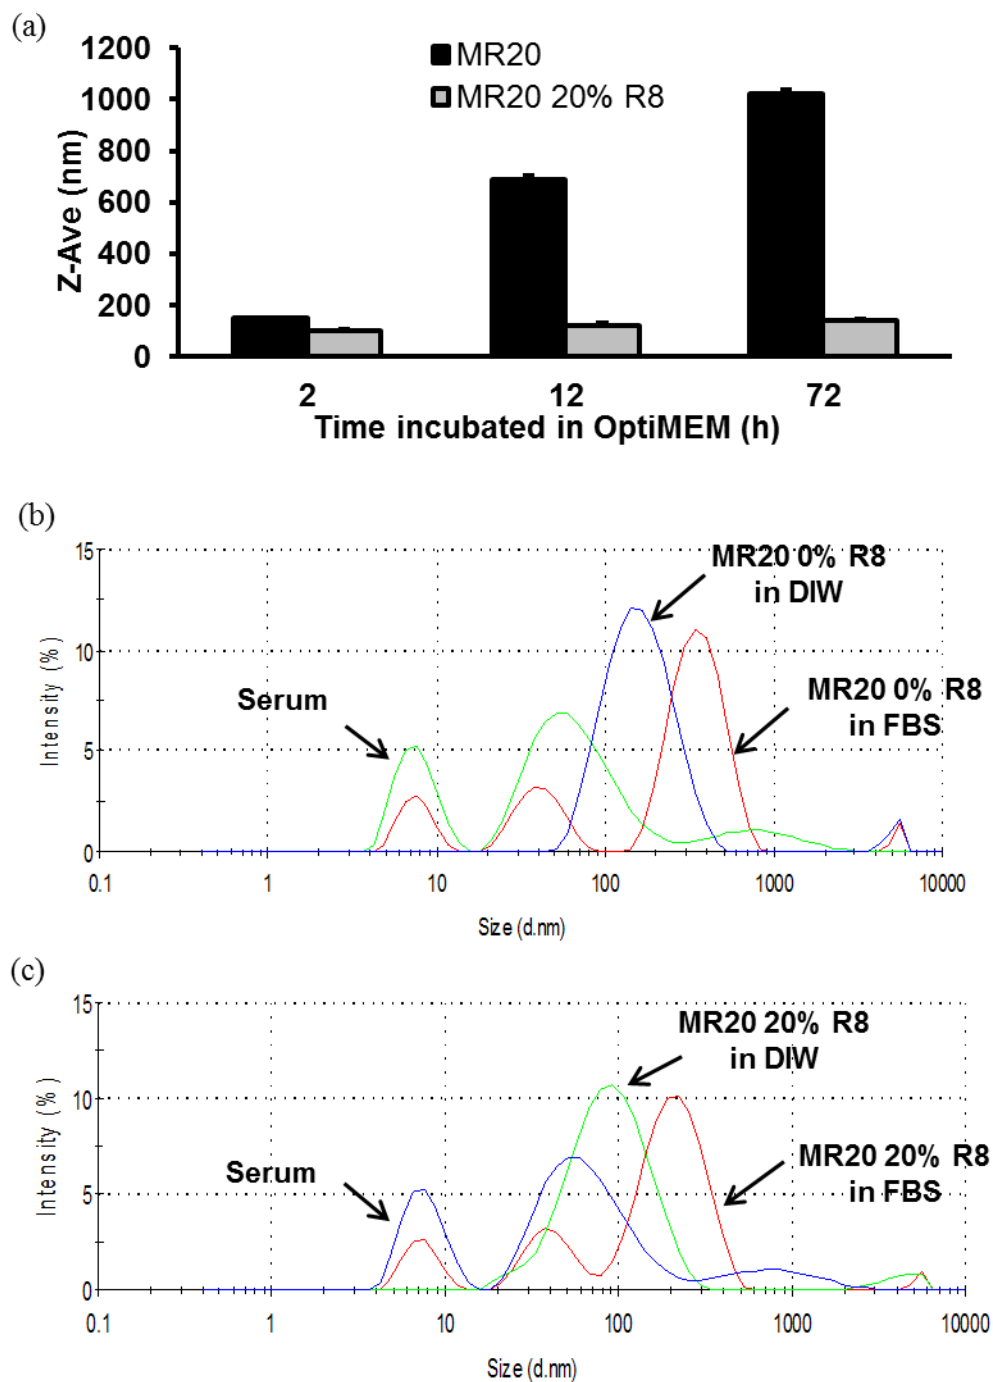 (a)
1200
1000
800
600
400
200
0
Z-Ave (nm)
MR20
MR20 20% R8
2 12 72
Time incubated in OptiMEM (h)
(b)
15
10
5
0
Intensity (%)
MR20 0% R8
in DIW
MR20 0% R8
in FBS
Serum
0.1 1 10 100 1000 10000
Size (d.nm)
(c)
15
10
5
0
Intensity (%)
MR20 20% R8
in DIW
MR20 20% R8
in FBS
Serum
0.1 1 10 100 1000 10000
Size (d.nm)